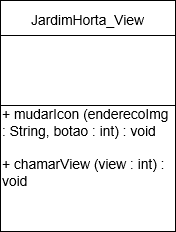 JardimHorta_View
+ mudarIcon (enderecoImg
: String, botao : int) : void
+ chamarView (view : int) :
void